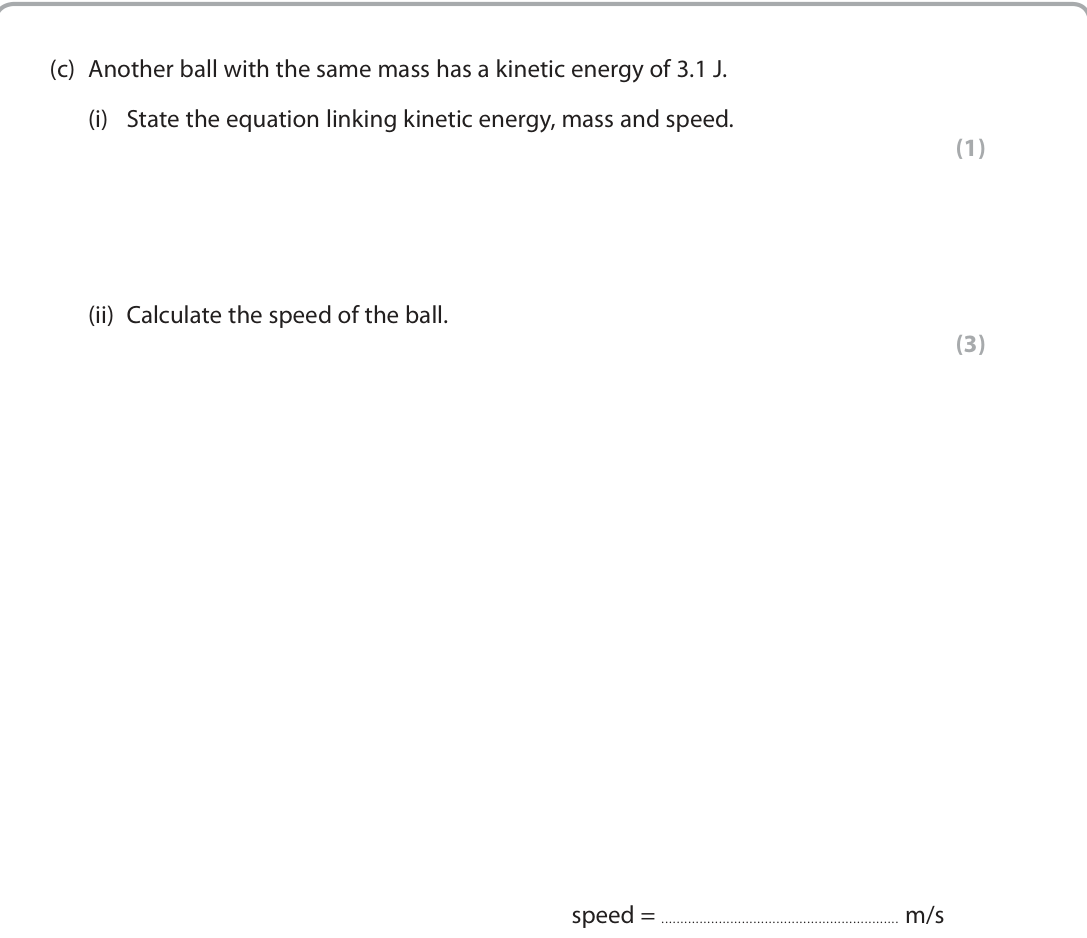 (c) Another ball with the same mass has a kinetic energy of 3.1 J.
(i) State the equation linking kinetic energy, mass and speed.
(1)
(ii) Calculate the speed of the ball.
(3)
speed = ............................................................. m/s